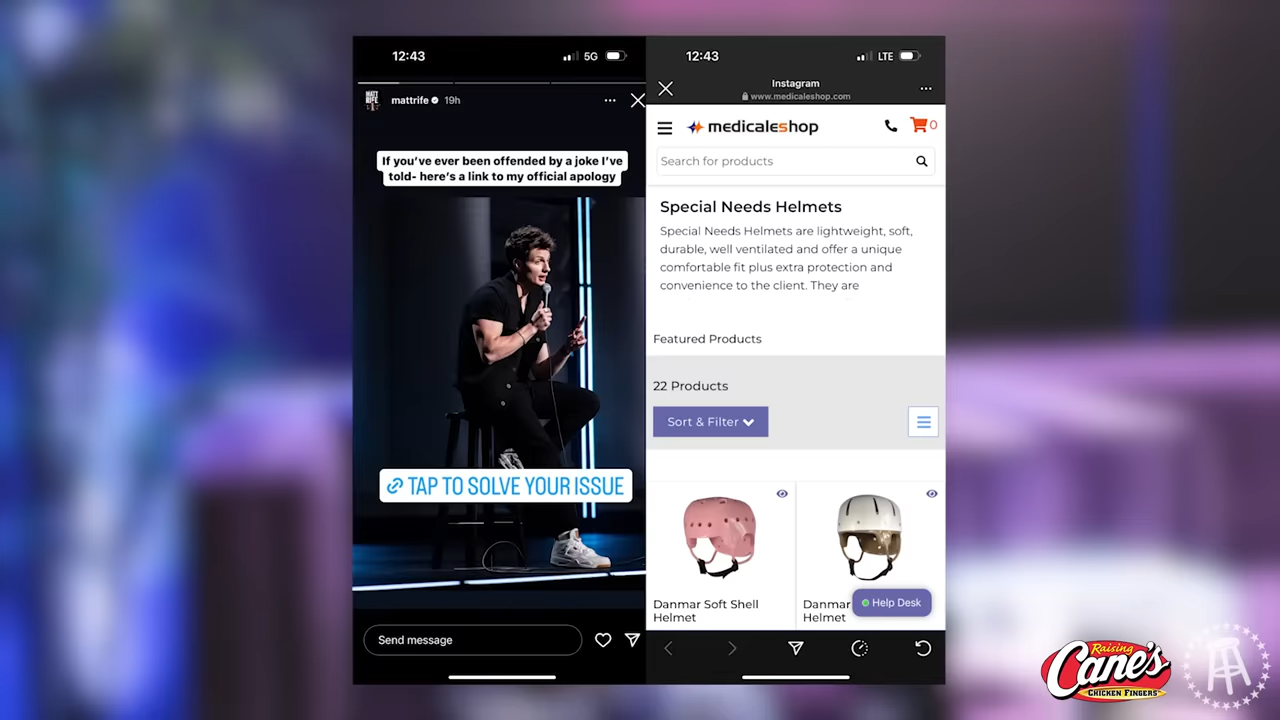 12:43
5G
mattrife
19h
If you've ever been offended by a joke I've
told- here's a link to my official apology
TAP TO SOLVE YOUR ISSUE
Send message
12:43
LTE
Instagram
www.medicaleshop.com
medicaleshop
0
Search for products
Special Needs Helmets
Special Needs Helmets are lightweight, soft,
durable, well ventilated and offer a unique
comfortable fit plus extra protection and
convenience to the client. They are
Featured Products
22 Products
Sort & Filter
Danmar Soft Shell
Helmet
Danmar
Helmet
Help Desk
Raising
Cane's
CHICKEN FINGERS